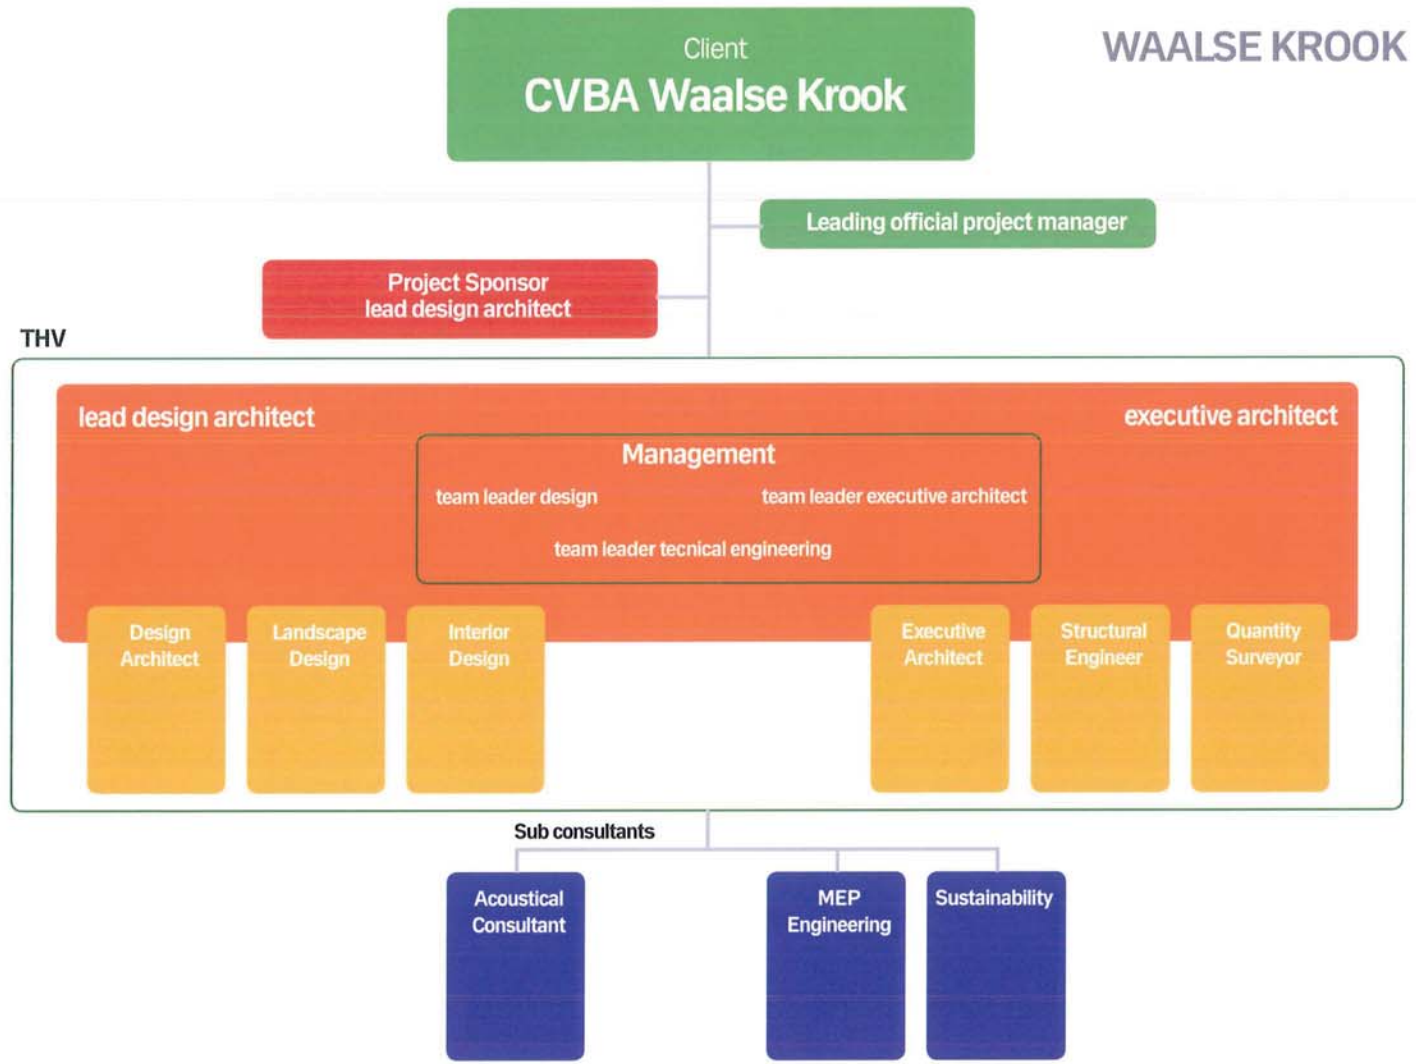 WAALSE KROOK
Client
CVBA Waalse Krook
Leading official project manager
Project Sponsor
lead design architect
THV
lead design architect
executive architect
Management
team leader design
team leader executive architect
team leader tecnical engineering
Design
Architect
Landscape
Design
Interior
Design
Executive
Architect
Structural
Engineer
Quantity
Surveyor
Sub consultants
Acoustical
Consultant
MEP
Engineering
Sustainability